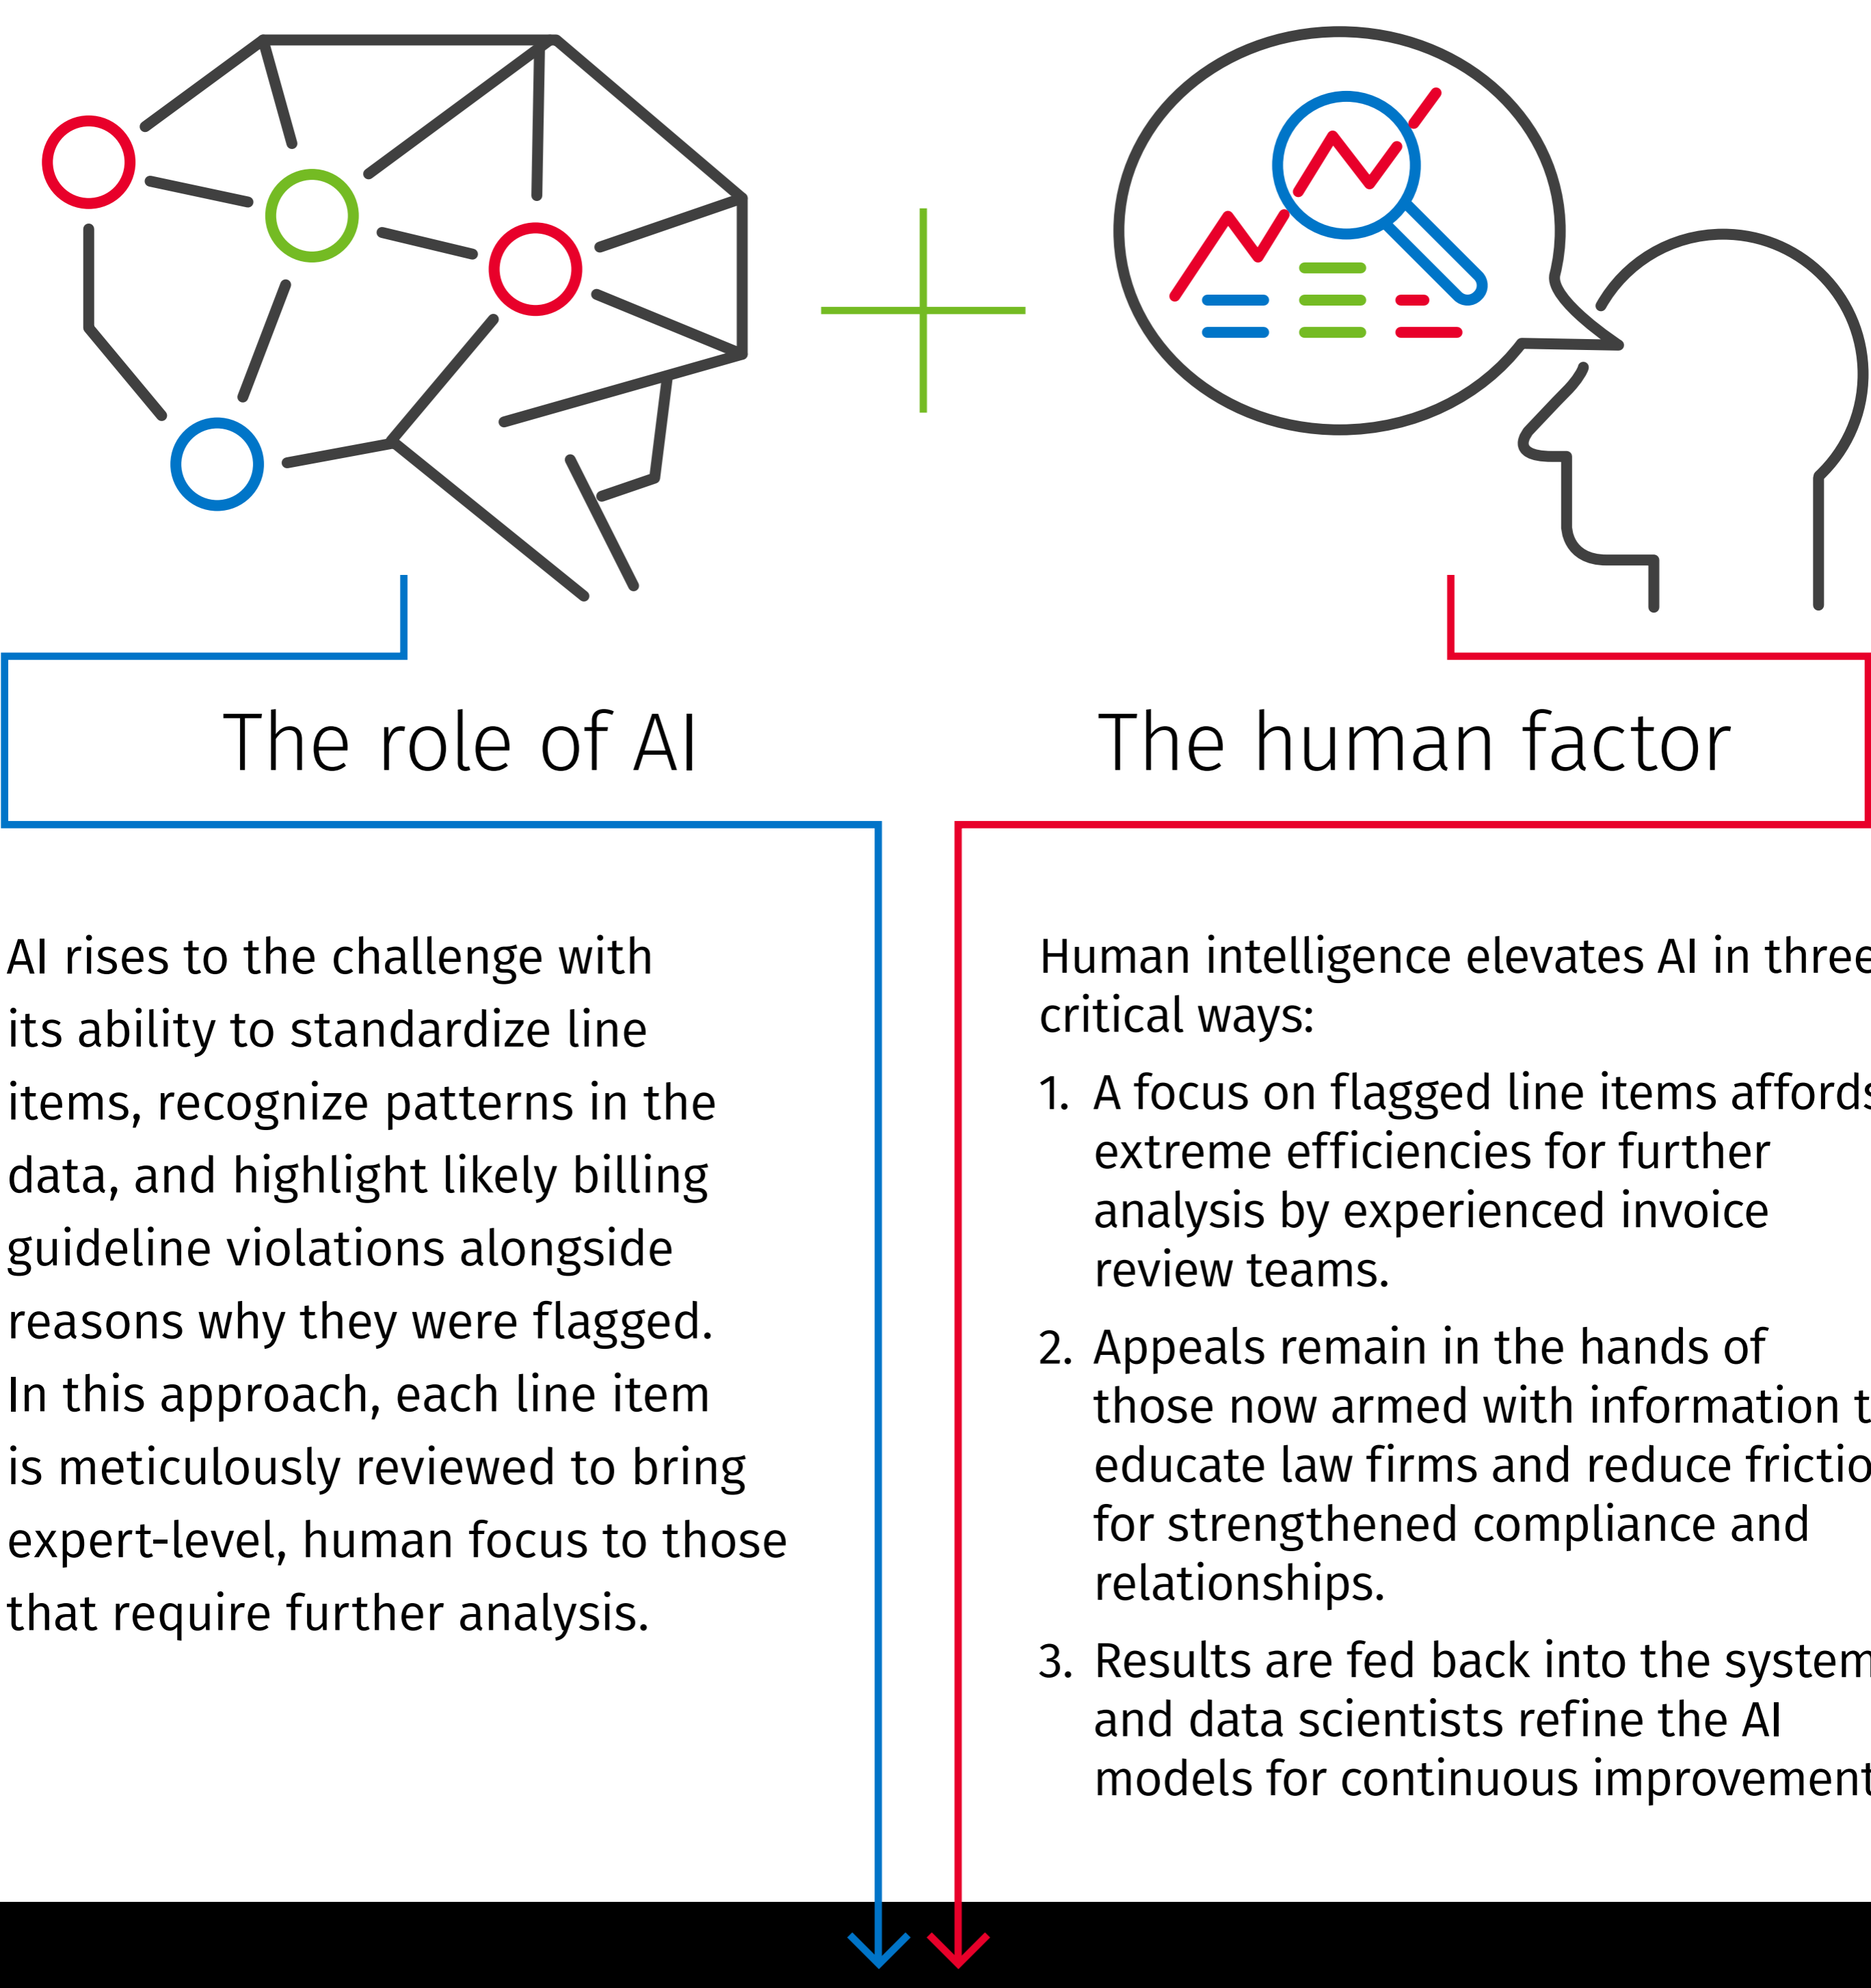 The role of AI
AI rises to the challenge with
its ability to standardize line
items, recognize patterns in the
data, and highlight likely billing
guideline violations alongside
reasons why they were flagged.
In this approach, each line item
is meticulously reviewed to bring
expert-level, human focus to those
that require further analysis.
The human factor
Human intelligence elevates AI in three
critical ways:
1. A focus on flagged line items affords
extreme efficiencies for further
analysis by experienced invoice
review teams.
2. Appeals remain in the hands of
those now armed with information t
educate law firms and reduce frictio
for strengthened compliance and
relationships.
3. Results are fed back into the system
and data scientists refine the AI
models for continuous improvement